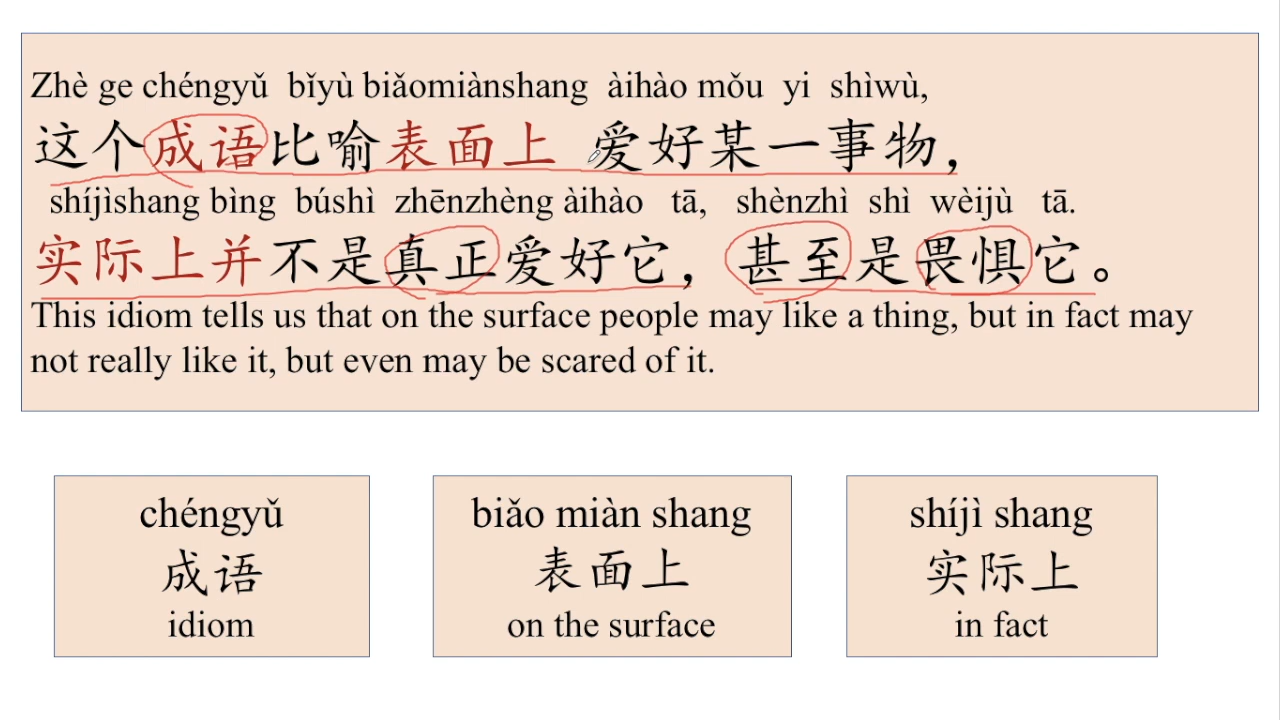 Zhè ge chéngyǔ bǐyù biǎomiànshang àihào mǒu yi shìwù,
这个成语比喻表面上 爱好某一事物，
shíjìshang bìng búshì zhēnzhèng àihào tā, shènzhì shì wèijù tā.
实际上并不是真正爱好它，甚至是畏惧它。
This idiom tells us that on the surface people may like a thing, but in fact may
not really like it, but even may be scared of it.
chéngyǔ
成语
idiom
biǎo miàn shang
表面上
on the surface
shíjì shang
实际上
in fact